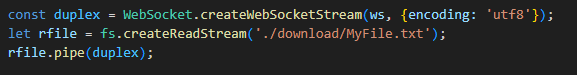 const duplex = WebSocket.createWebSocketStream(ws, {encoding: 'utf8'});
let rfile = fs.createReadStream('./download/MyFile.txt');
rfile.pipe(duplex);